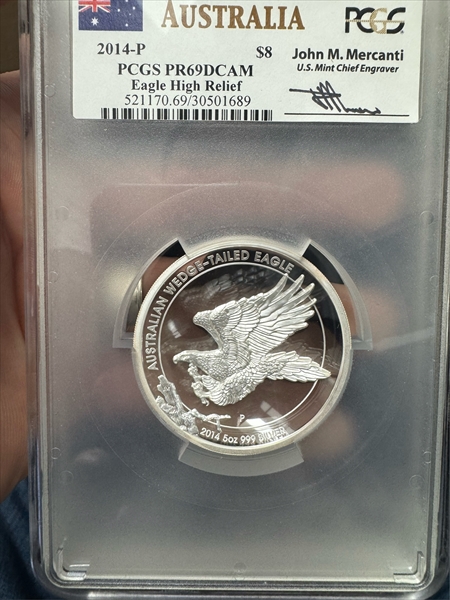 AUSTRALIA
2014-P $8
PCGS PR69DCAM
Eagle High Relief
521170.69/30501689
PCGS
John M. Mercanti
U.S. Mint Chief Engraver
AUSTRALIAN WEDGE-TAILED EAGLE
P
2014 5oz 999 SILVER